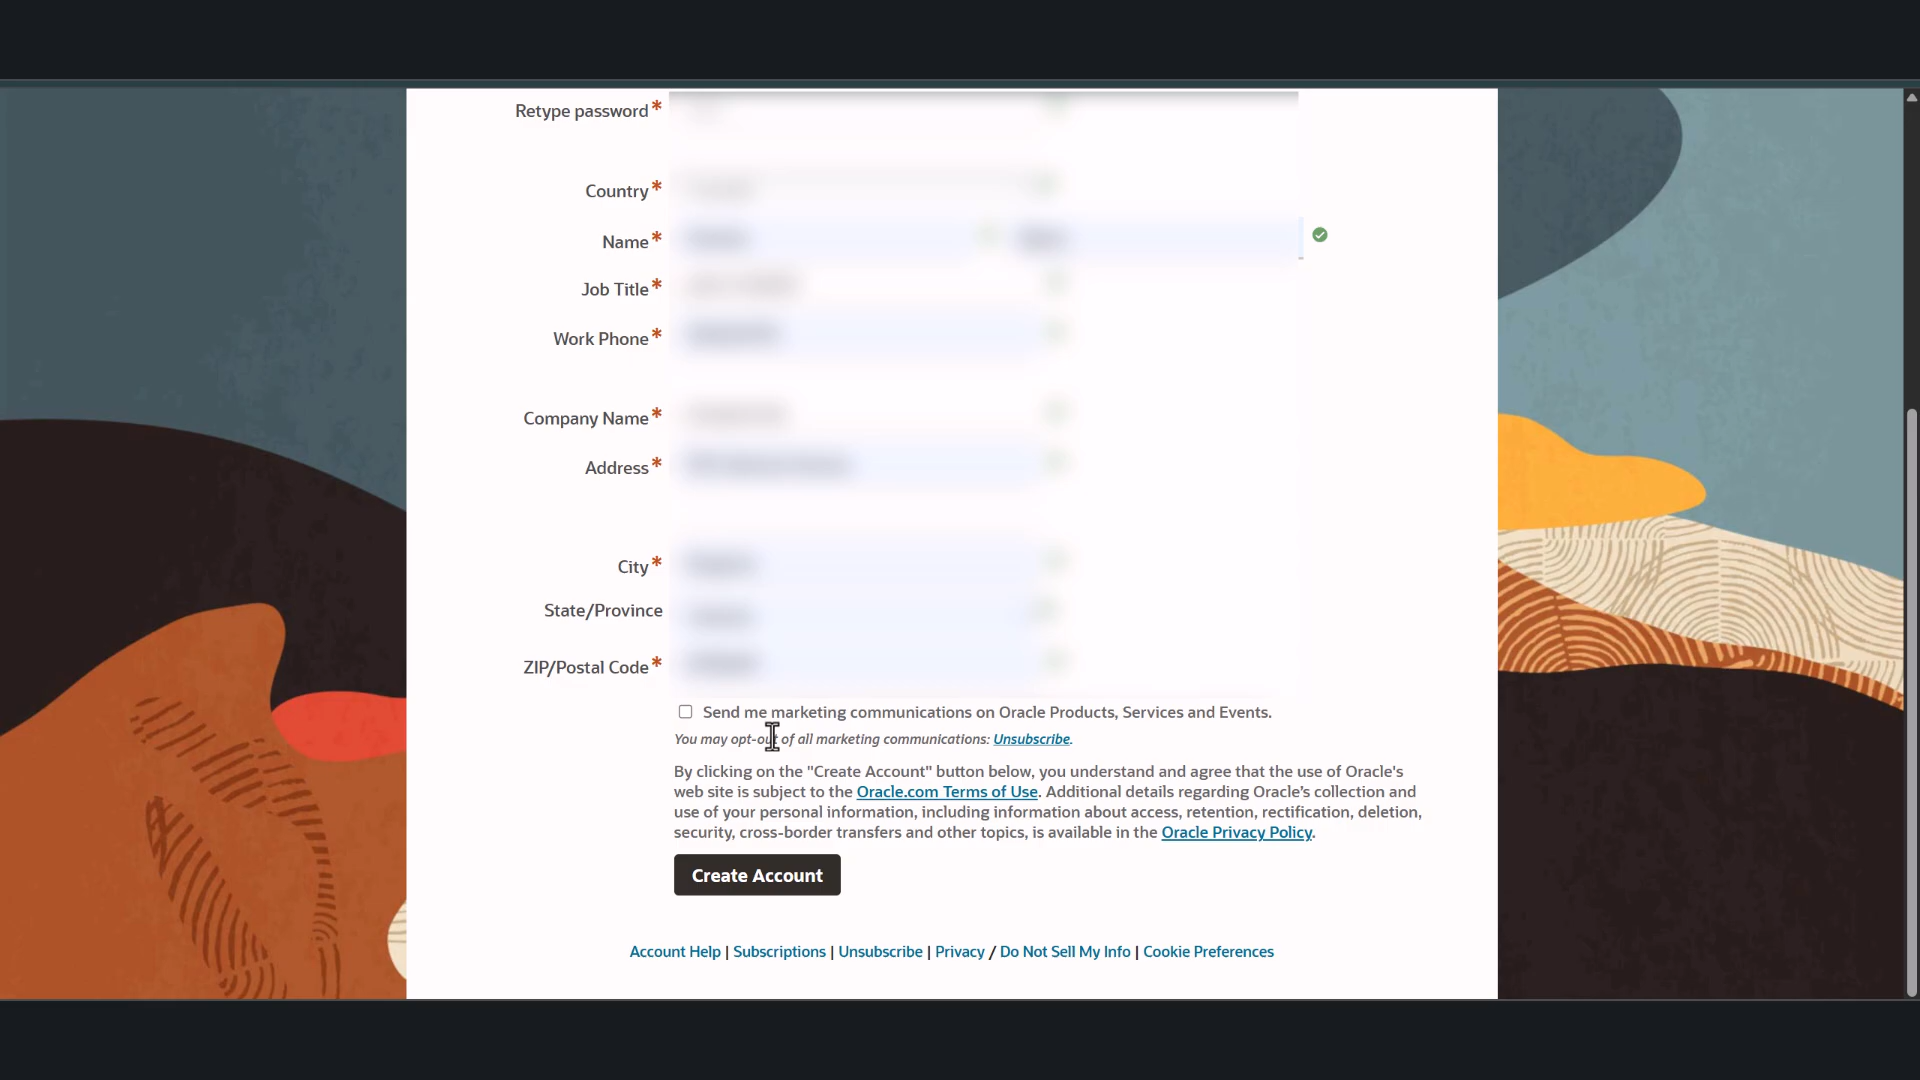 Retype password*
Country*
Name*
Job Title*
Work Phone*
Company Name*
Address*
City*
State/Province
ZIP/Postal Code*
Send me marketing communications on Oracle Products, Services and Events.
You may opt-out of all marketing communications: Unsubscribe.
By clicking on the "Create Account" button below, you understand and agree that the use of Oracle's
web site is subject to the Oracle.com Terms of Use. Additional details regarding Oracle's collection and
use of your personal information, including information about access, retention, rectification, deletion,
security, cross-border transfers and other topics, is available in the Oracle Privacy Policy.
Create Account
Account Help | Subscriptions | Unsubscribe | Privacy / Do Not Sell My Info | Cookie Preferences